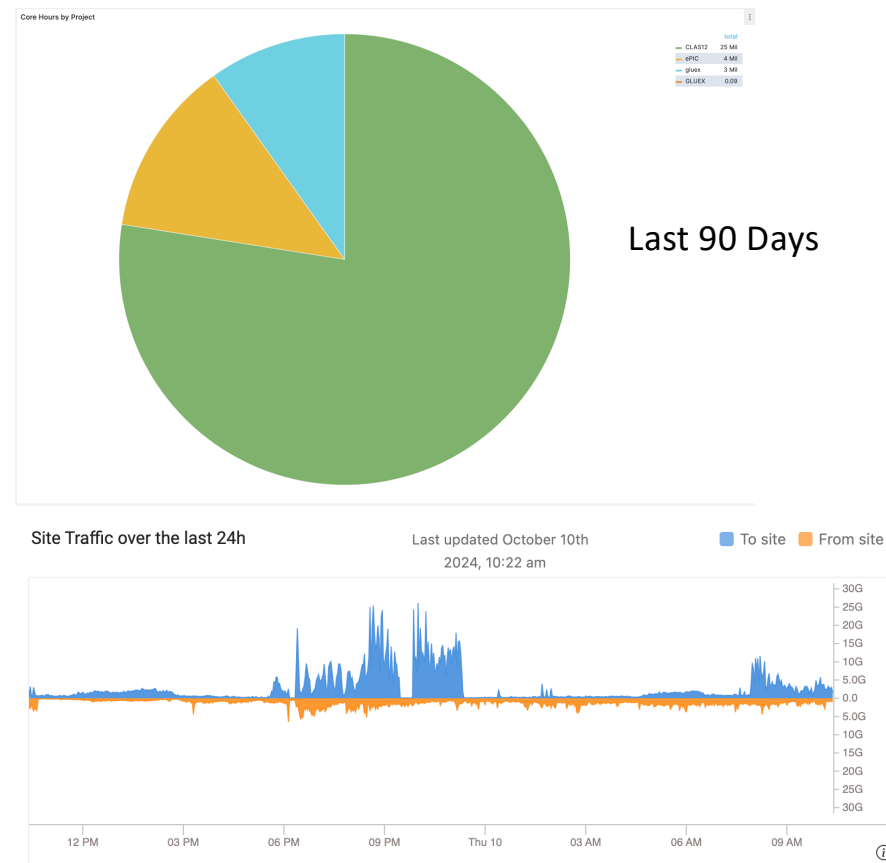 Core Hours by Project
total
CLAS12 25 Mil
ePIC 4 Mil
gluex 3 Mil
GLUEX 0.09
Last 90 Days
Site Traffic over the last 24h
Last updated October 10th
2024, 10:22 am
To site From site
30G
25G
20G
15G
10G
5.0G
0.0
5.0G
10G
15G
20G
25G
30G
12 PM 03 PM 06 PM 09 PM Thu 10 03 AM 06 AM 09 AM